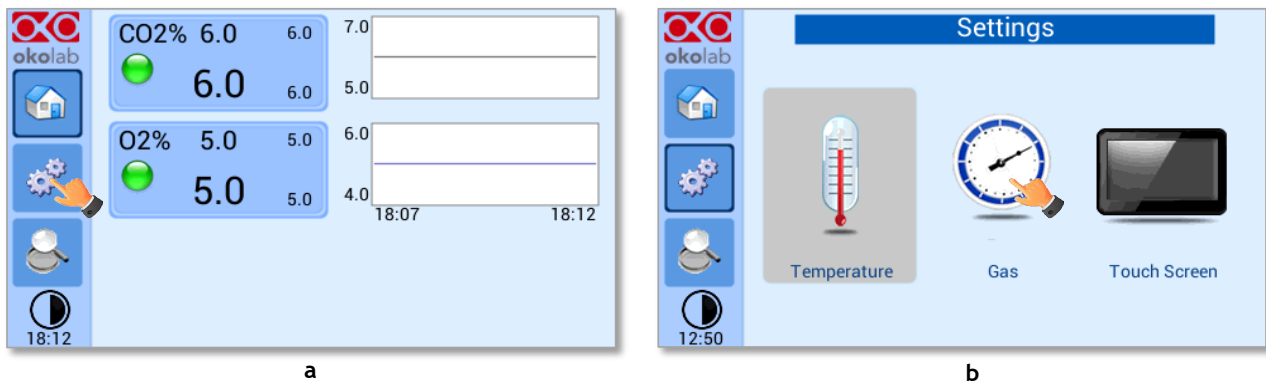 okolab
CO2% 6.0 6.0
6.0 6.0
7.0
5.0
O2% 5.0 5.0
5.0 5.0
6.0
4.0
18:07 18:12
18:12
a
okolab
Settings
Temperature
Gas
Touch Screen
12:50
b